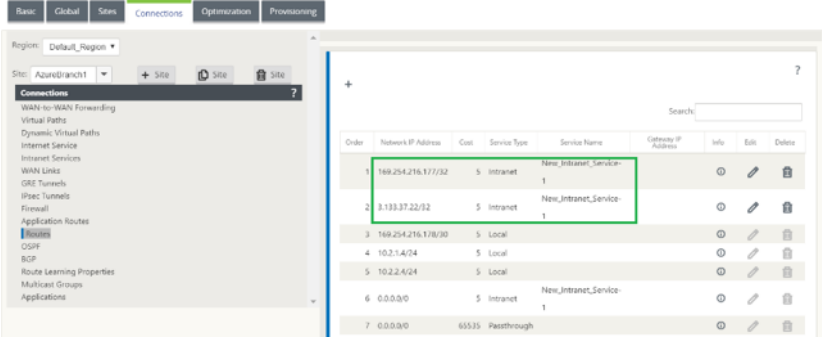 Basic Global Sites Connections Optimization Provisioning
Region: Default_Region
Site: AzureBranch1 + Site Site Site
Connections ?
WAN-to-WAN Forwarding
Virtual Paths
Dynamic Virtual Paths
Internet Service
Intranet Services
WAN Links
GRE Tunnels
IPsec Tunnels
Firewall
Application Routes
Routes
OSPF
BGP
Route Learning Properties
Multicast Groups
Applications
?
+
Search:
Order Network IP Address Cost Service Type Service Name Gateway IP Address Info Edit Delete
1 169.254.216.177/32 5 Intranet New_Intranet_Service-1
2 3.133.37.22/32 5 Intranet New_Intranet_Service-1
3 169.254.216.178/30 5 Local
4 10.2.1.4/24 5 Local
5 10.2.2.4/24 5 Local
6 0.0.0.0/0 5 Intranet New_Intranet_Service-1
7 0.0.0.0/0 65535 Passthrough